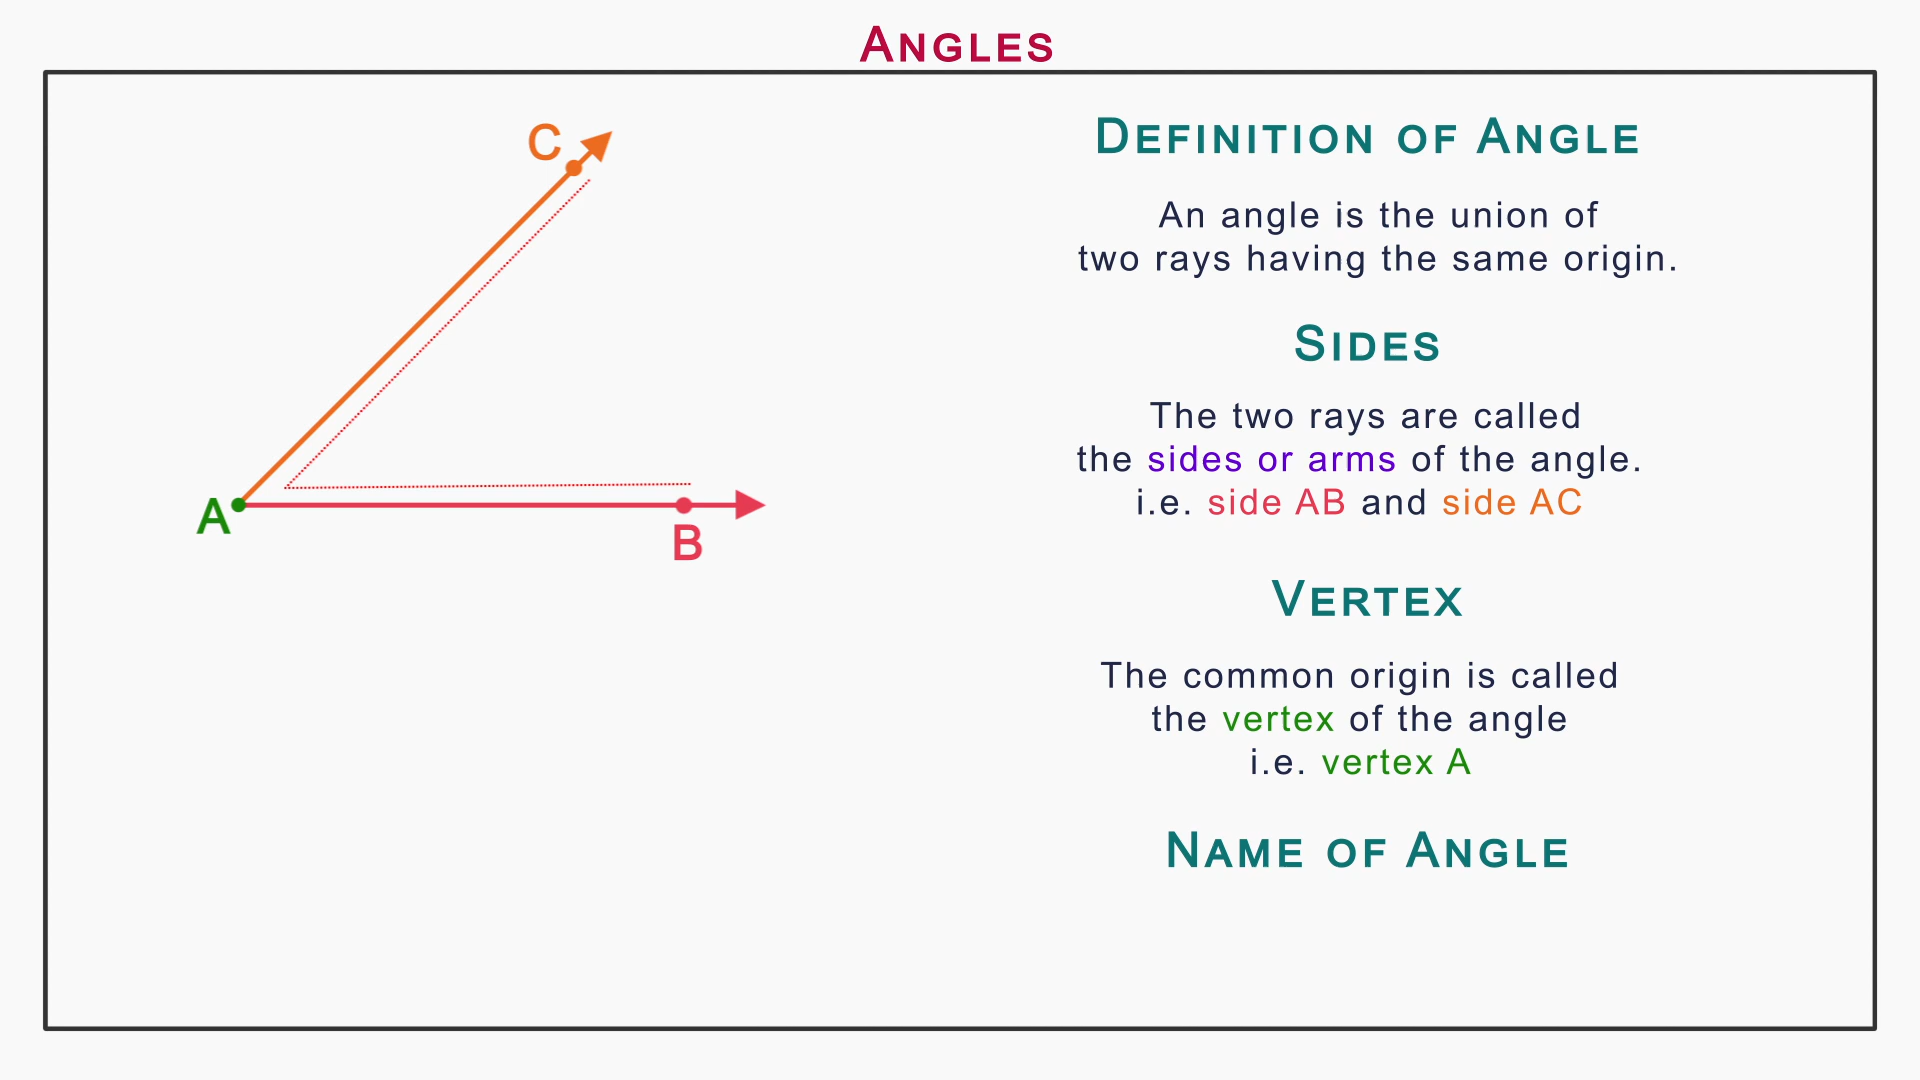 Angles
C
A
B
Definition of Angle
An angle is the union of
two rays having the same origin.
Sides
The two rays are called
the sides or arms of the angle.
i.e. side AB and side AC
Vertex
The common origin is called
the vertex of the angle
i.e. vertex A
Name of Angle